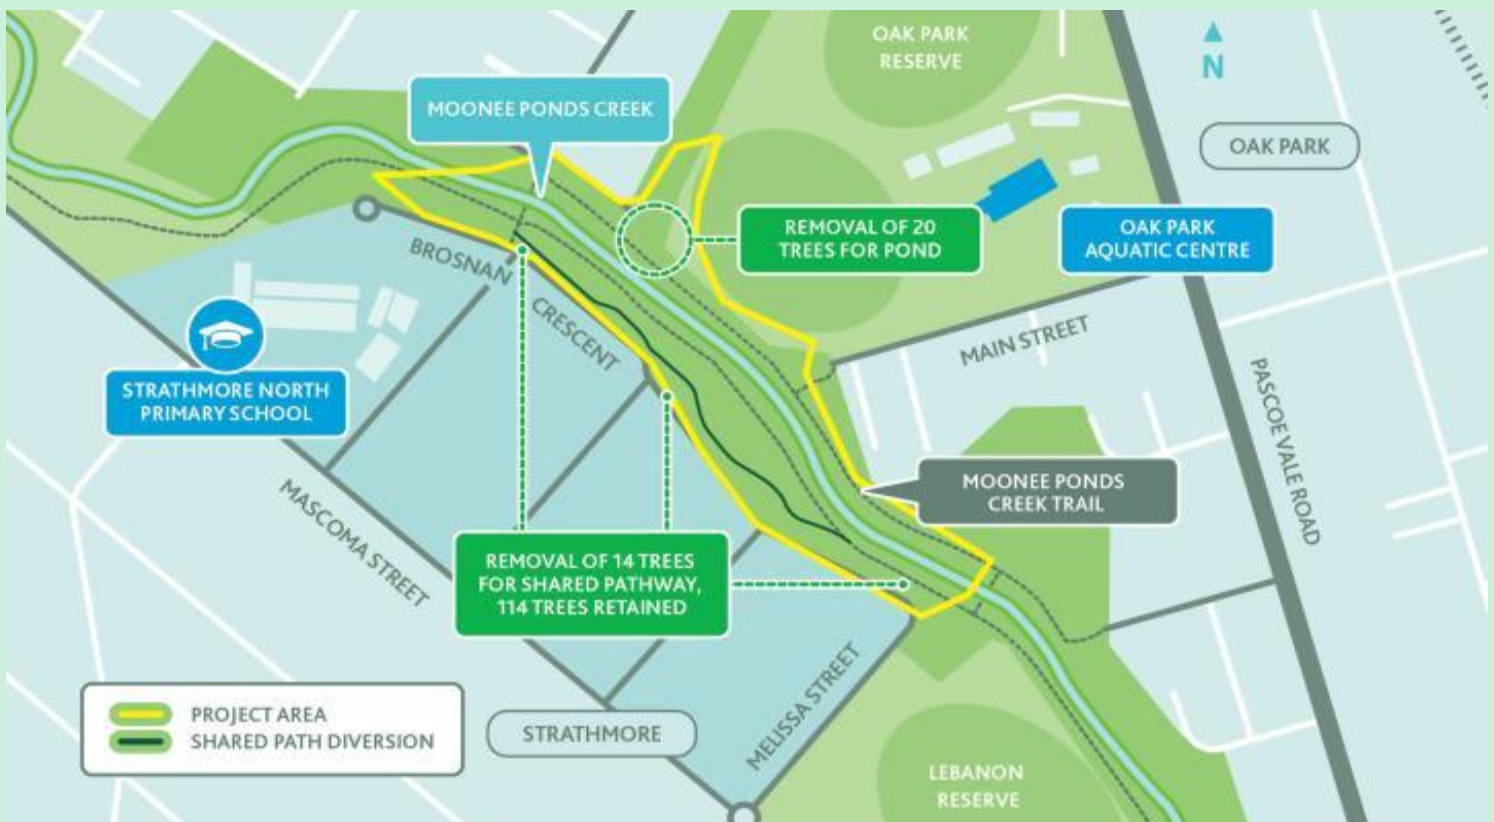 OAK PARK
RESERVE
N
MOONEE PONDS CREEK
OAK PARK
REMOVAL OF 20
TREES FOR POND
OAK PARK
AQUATIC CENTRE
BROSNAN
CRESCENT
MAIN STREET
STRATHMORE NORTH
PRIMARY SCHOOL
PASCOE VALE ROAD
MOONEE PONDS
CREEK TRAIL
MASCOMA STREET
REMOVAL OF 14 TREES
FOR SHARED PATHWAY,
114 TREES RETAINED
MELISSA STREET
PROJECT AREA
SHARED PATH DIVERSION
STRATHMORE
LEBANON
RESERVE